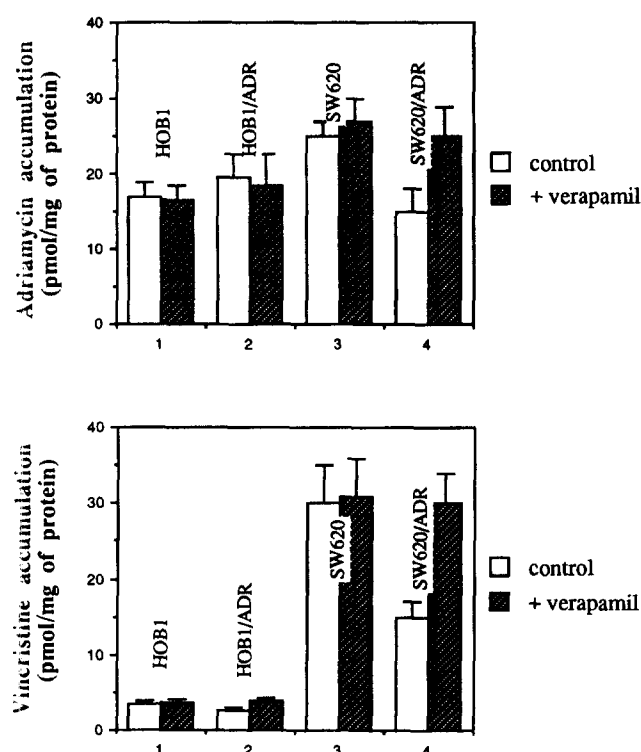 Adriamycin accumulation
(pmol/mg of protein)
40
30
20
10
0
HOB1
HOB1/ADR
SW620
SW620/ADR
1
2
3
4
control
+ verapamil
Vincristine accumulation
(pmol/mg of protein)
40
30
20
10
0
HOB1
HOB1/ADR
SW620
SW620/ADR
1
2
3
4
control
+ verapamil